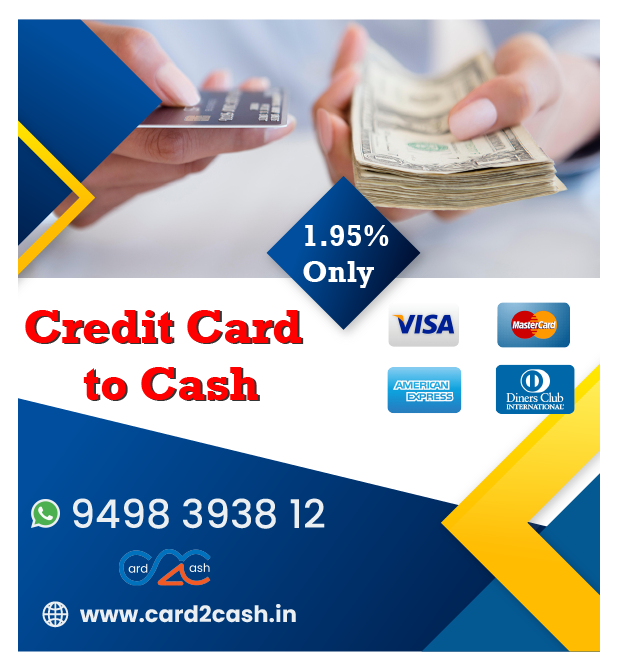 1.95%
Only
Credit Card
to Cash
VISA
MasterCard
AMERICAN
EXPRESS
Diners Club
INTERNATIONAL
9498 3938 12
ard ash
www.card2cash.in